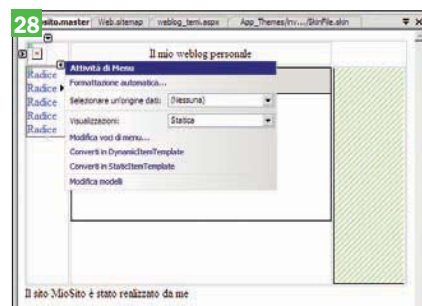 28
sito.master Web.sitemap weblog_temi.aspx App_Themes/inv.../SkinFile.skin
Il mio weblog personale
Radice
Radice
Radice
Radice
Radice
Attività di Menu
Formattazione automatica...
Selezionare un'origine dati: (Nessuna)
Visualizzazioni: Statica
Modifica voci di menu...
Converti in DynamicItemTemplate
Converti in StaticItemTemplate
Modifica modelli
Il sito MioSito è stato realizzato da me